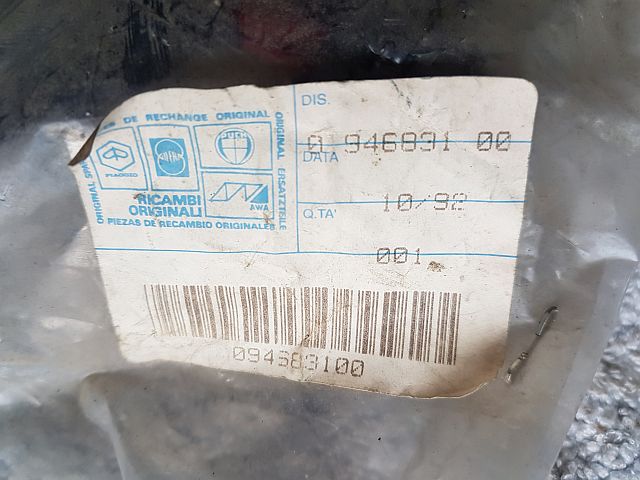 DIS.
0 946831 00
DATA
10/92
Q.TA'
001
DE RECHANGE ORIGINAL
ORIGINAL ERSATZTEILE
ORIGINAL
PIAGGIO
GILERA
PUCH
AWA
RICAMBI
ORIGINALI
PIEZAS DE RECAMBIO ORIGINALES
094683100